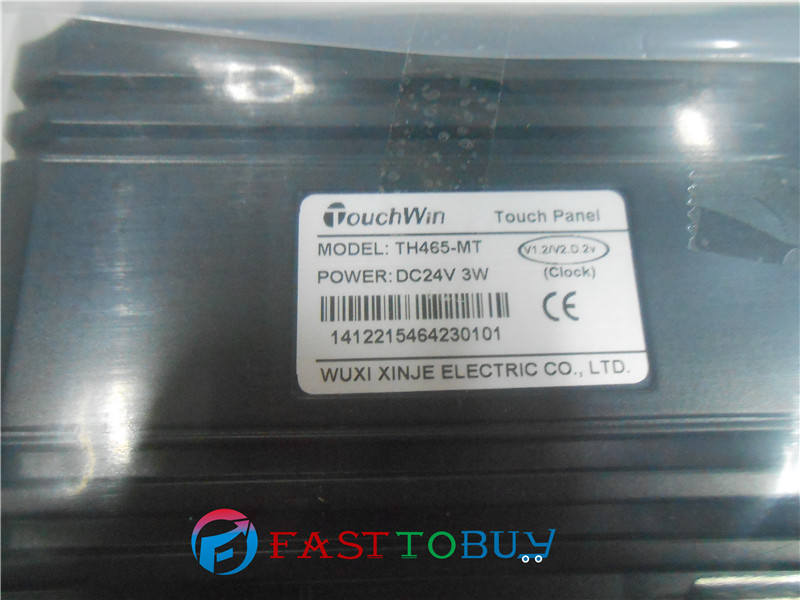 TouchWin Touch Panel
MODEL: TH465-MT V1.2/V2.D.2v
POWER: DC24V 3W (Clock)
CE
1412215464230101
WUXI XINJE ELECTRIC CO., LTD.
FASTTOBUY